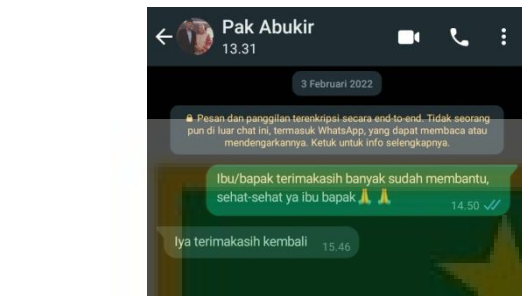 Pak Abukir
13.31
3 Februari 2022
Pesan dan panggilan terenkripsi secara end-to-end. Tidak seorang
pun di luar chat ini, termasuk WhatsApp, yang dapat membaca atau
mendengarkannya. Ketuk untuk info selengkapnya.
Ibu/bapak terimakasih banyak sudah membantu,
sehat-sehat ya ibu bapak🙏 🙏
14.50
Iya terimakasih kembali 15.46